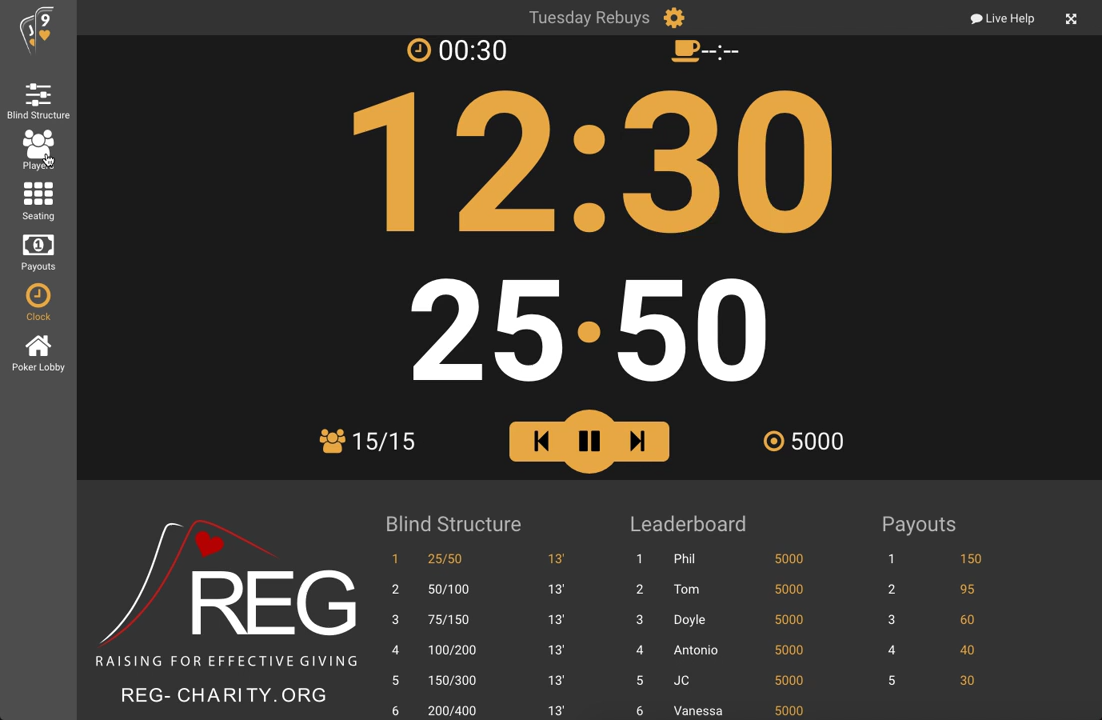 Tuesday Rebuys
Live Help
J 9
00:30
--:--
12:30
25·50
15/15
5000
Blind Structure
Players
Seating
1
Payouts
Clock
Poker Lobby
REG
RAISING FOR EFFECTIVE GIVING
REG- CHARITY.ORG
Blind Structure
1 25/50 13'
2 50/100 13'
3 75/150 13'
4 100/200 13'
5 150/300 13'
6 200/400 13'
Leaderboard
1 Phil 5000
2 Tom 5000
3 Doyle 5000
4 Antonio 5000
5 JC 5000
6 Vanessa 5000
Payouts
1 150
2 95
3 60
4 40
5 30